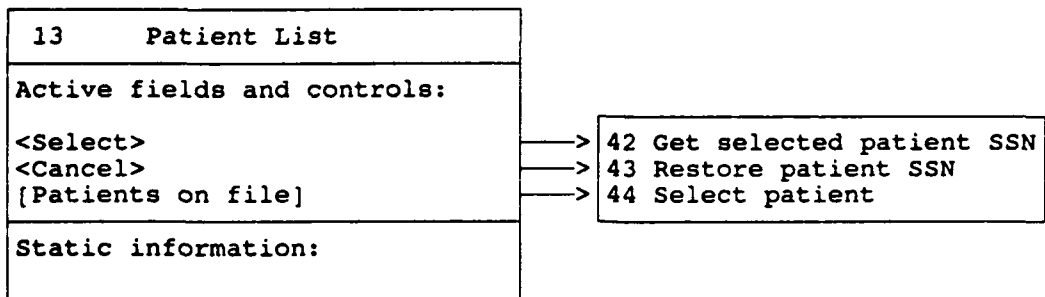 13 Patient List
Active fields and controls:
<Select> ——> 42 Get selected patient SSN
<Cancel> ——> 43 Restore patient SSN
[Patients on file] ——> 44 Select patient
Static information: